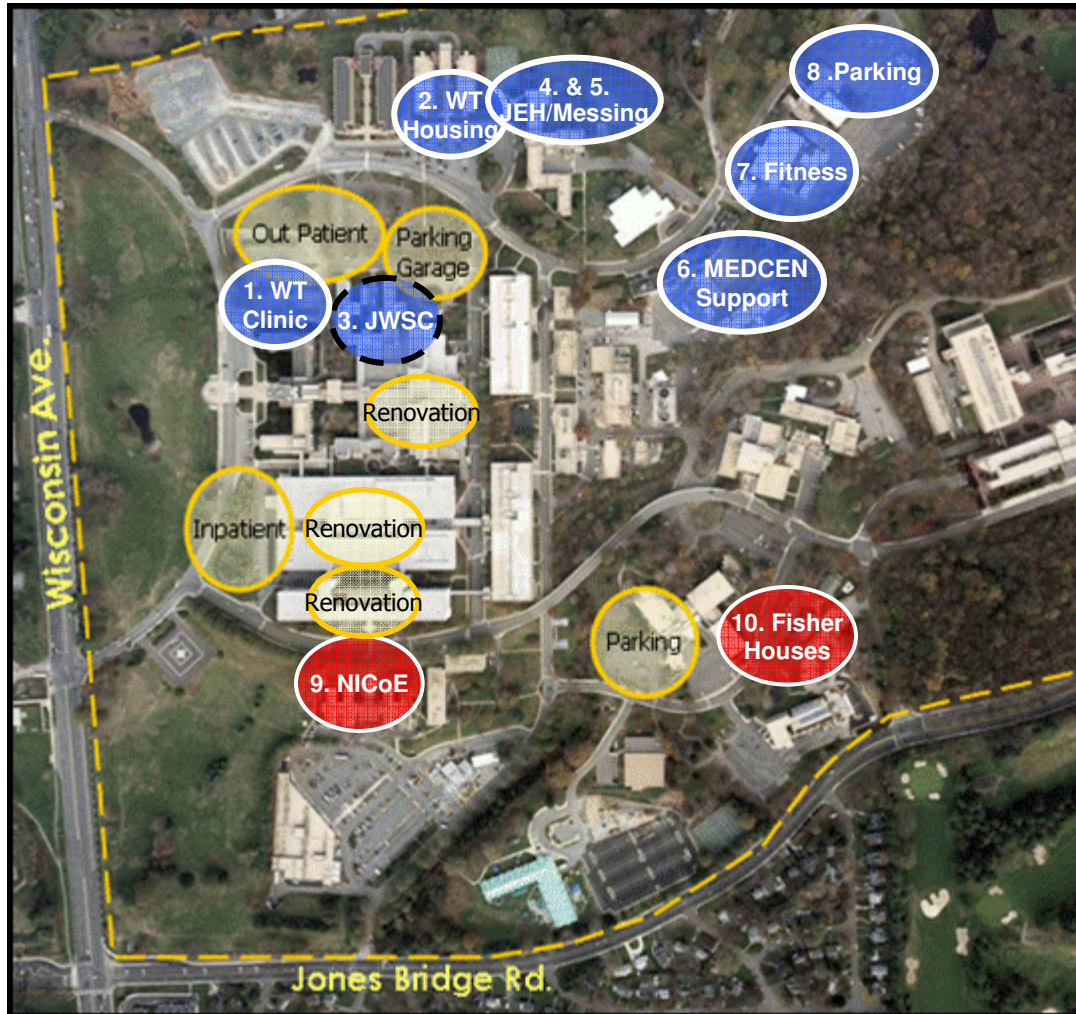 8 .Parking
2. WT
Housing
4. & 5.
JEH/Messing
7. Fitness
Out Patient
Parking
Garage
6. MEDCEN
Support
1. WT
Clinic
3. JWSC
Renovation
Wisconsin Ave.
Inpatient
Renovation
Renovation
Parking
10. Fisher
Houses
9. NICoE
Jones Bridge Rd.